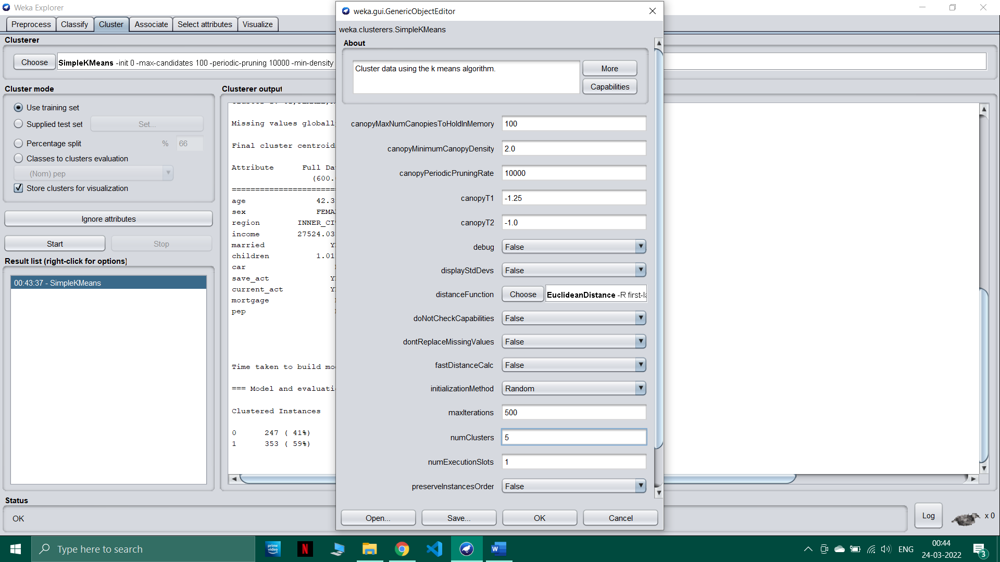 Weka Explorer
Preprocess Classify Cluster Associate Select attributes Visualize
Clusterer
Choose SimpleKMeans -init 0 -max-candidates 100 -periodic-pruning 10000 -min-density
Cluster mode
Use training set
Supplied test set Set...
Percentage split % 66
Classes to clusters evaluation
(Nom) pep
Store clusters for visualization
Ignore attributes
Start Stop
Result list (right-click for options)
00:43:37 - SimpleKMeans
Clusterer output
Missing values globall
Final cluster centroid
Attribute Full Da
(600.
=======================
age 42.3
sex FEMA
region INNER_CI
income 27524.03
married Y
children 1.01
car
save_act Y
current_act Y
mortgage
pep
Time taken to build mo
=== Model and evaluati
Clustered Instances
0 247 ( 41%)
1 353 ( 59%)
weka.gui.GenericObjectEditor
weka.clusterers.SimpleKMeans
About
Cluster data using the k means algorithm.
More
Capabilities
canopyMaxNumCanopiesToHoldInMemory 100
canopyMinimumCanopyDensity 2.0
canopyPeriodicPruningRate 10000
canopyT1 -1.25
canopyT2 -1.0
debug False
displayStdDevs False
distanceFunction Choose EuclideanDistance -R first-la
doNotCheckCapabilities False
dontReplaceMissingValues False
fastDistanceCalc False
initializationMethod Random
maxIterations 500
numClusters 5
numExecutionSlots 1
preserveInstancesOrder False
Open... Save... OK Cancel
Status
OK
Log x 0
Type here to search
prime video
N
W
ENG
00:44
24-03-2022
3